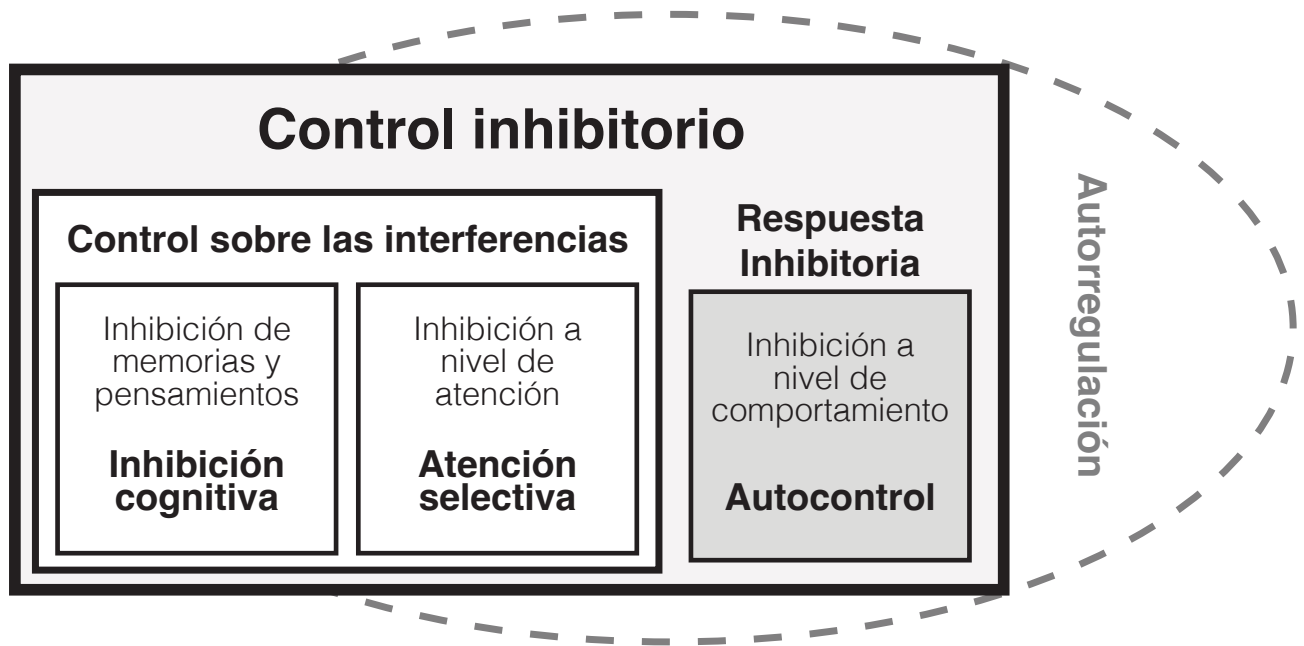 Control inhibitorio
Control sobre las interferencias
Inhibición de
memorias y
pensamientos
Inhibición
cognitiva
Inhibición a
nivel de
atención
Atención
selectiva
Respuesta
Inhibitoria
Inhibición a
nivel de
comportamiento
Autocontrol
Autorregulación